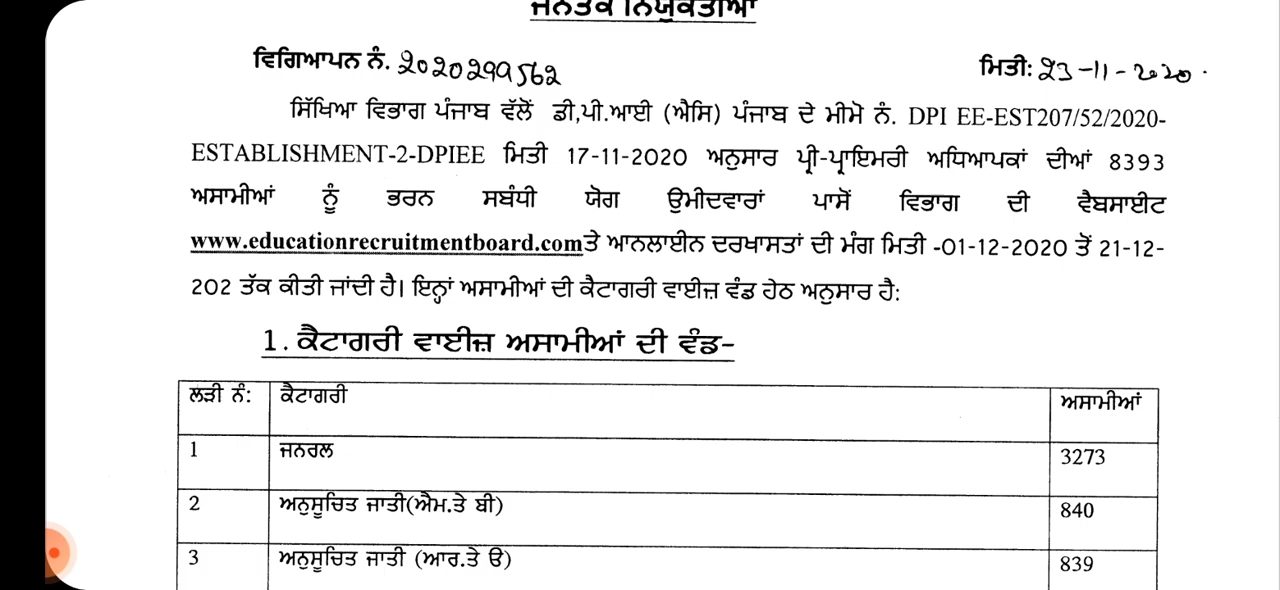 ਜਨਤਕ ਨਿਯੁਕਤੀਆਂ
ਵਿਗਿਆਪਨ ਨੰ. 2020299562 ਮਿਤੀ: 23-11-2020.
ਸਿੱਖਿਆ ਵਿਭਾਗ ਪੰਜਾਬ ਵੱਲੋਂ ਡੀ,ਪੀ.ਆਈ (ਐਸਿ) ਪੰਜਾਬ ਦੇ ਮੀਮੋ ਨੰ. DPI EE-EST207/52/2020-
ESTABLISHMENT-2-DPIEE ਮਿਤੀ 17-11-2020 ਅਨੁਸਾਰ ਪ੍ਰੀ-ਪ੍ਰਾਇਮਰੀ ਅਧਿਆਪਕਾਂ ਦੀਆਂ 8393
ਅਸਾਮੀਆਂ ਨੂੰ ਭਰਨ ਸਬੰਧੀ ਯੋਗ ਉਮੀਦਵਾਰਾਂ ਪਾਸੋਂ ਵਿਭਾਗ ਦੀ ਵੈਬਸਾਈਟ
www.educationrecruitmentboard.comਤੇ ਆਨਲਾਈਨ ਦਰਖਾਸਤਾਂ ਦੀ ਮੰਗ ਮਿਤੀ -01-12-2020 ਤੋਂ 21-12-
202 ਤੱਕ ਕੀਤੀ ਜਾਂਦੀ ਹੈ। ਇਨ੍ਹਾਂ ਅਸਾਮੀਆਂ ਦੀ ਕੈਟਾਗਰੀ ਵਾਈਜ਼ ਵੰਡ ਹੇਠ ਅਨੁਸਾਰ ਹੈ:
1. ਕੈਟਾਗਰੀ ਵਾਈਜ਼ ਅਸਾਮੀਆਂ ਦੀ ਵੰਡ-
ਲੜੀ ਨੰ: ਕੈਟਾਗਰੀ ਅਸਾਮੀਆਂ
1 ਜਨਰਲ 3273
2 ਅਨੁਸੂਚਿਤ ਜਾਤੀ(ਐਮ.ਤੇ ਬੀ) 840
3 ਅਨੁਸੂਚਿਤ ਜਾਤੀ (ਆਰ.ਤੇ ੳ) 839